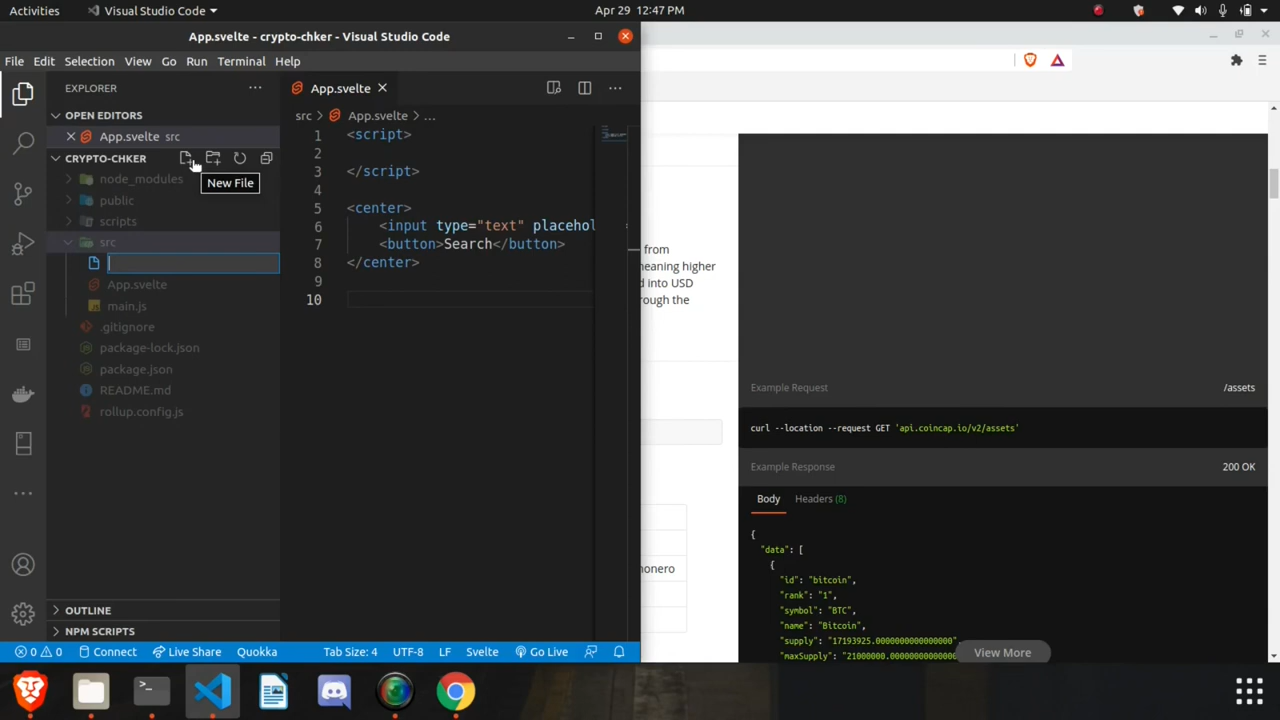 Activities
Visual Studio Code
Apr 29 12:47 PM
App.svelte - crypto-chker - Visual Studio Code
File Edit Selection View Go Run Terminal Help
EXPLORER
OPEN EDITORS
App.svelte src
CRYPTO-CHKER
New File
node_modules
public
scripts
src
App.svelte
main.js
.gitignore
package-lock.json
package.json
README.md
rollup.config.js
OUTLINE
NPM SCRIPTS
App.svelte
src > App.svelte > ...
1 <script>
2
3 </script>
4
5 <center>
6 <input type="text" placehol
7 <button>Search</button>
8 </center>
9
10
0 0 Connect Live Share Quokka Tab Size: 4 UTF-8 LF Svelte Go Live
from
neaning higher
d into USD
rough the
onero
Example Request
/assets
curl --location --request GET 'api.coincap.io/v2/assets'
Example Response
200 OK
Body Headers (8)
{
"data": [
{
"id": "bitcoin",
"rank": "1",
"symbol": "BTC",
"name": "Bitcoin",
"supply": "17193925.0000000000000000",
"maxSupply": "21000000.0000000000000000
View More